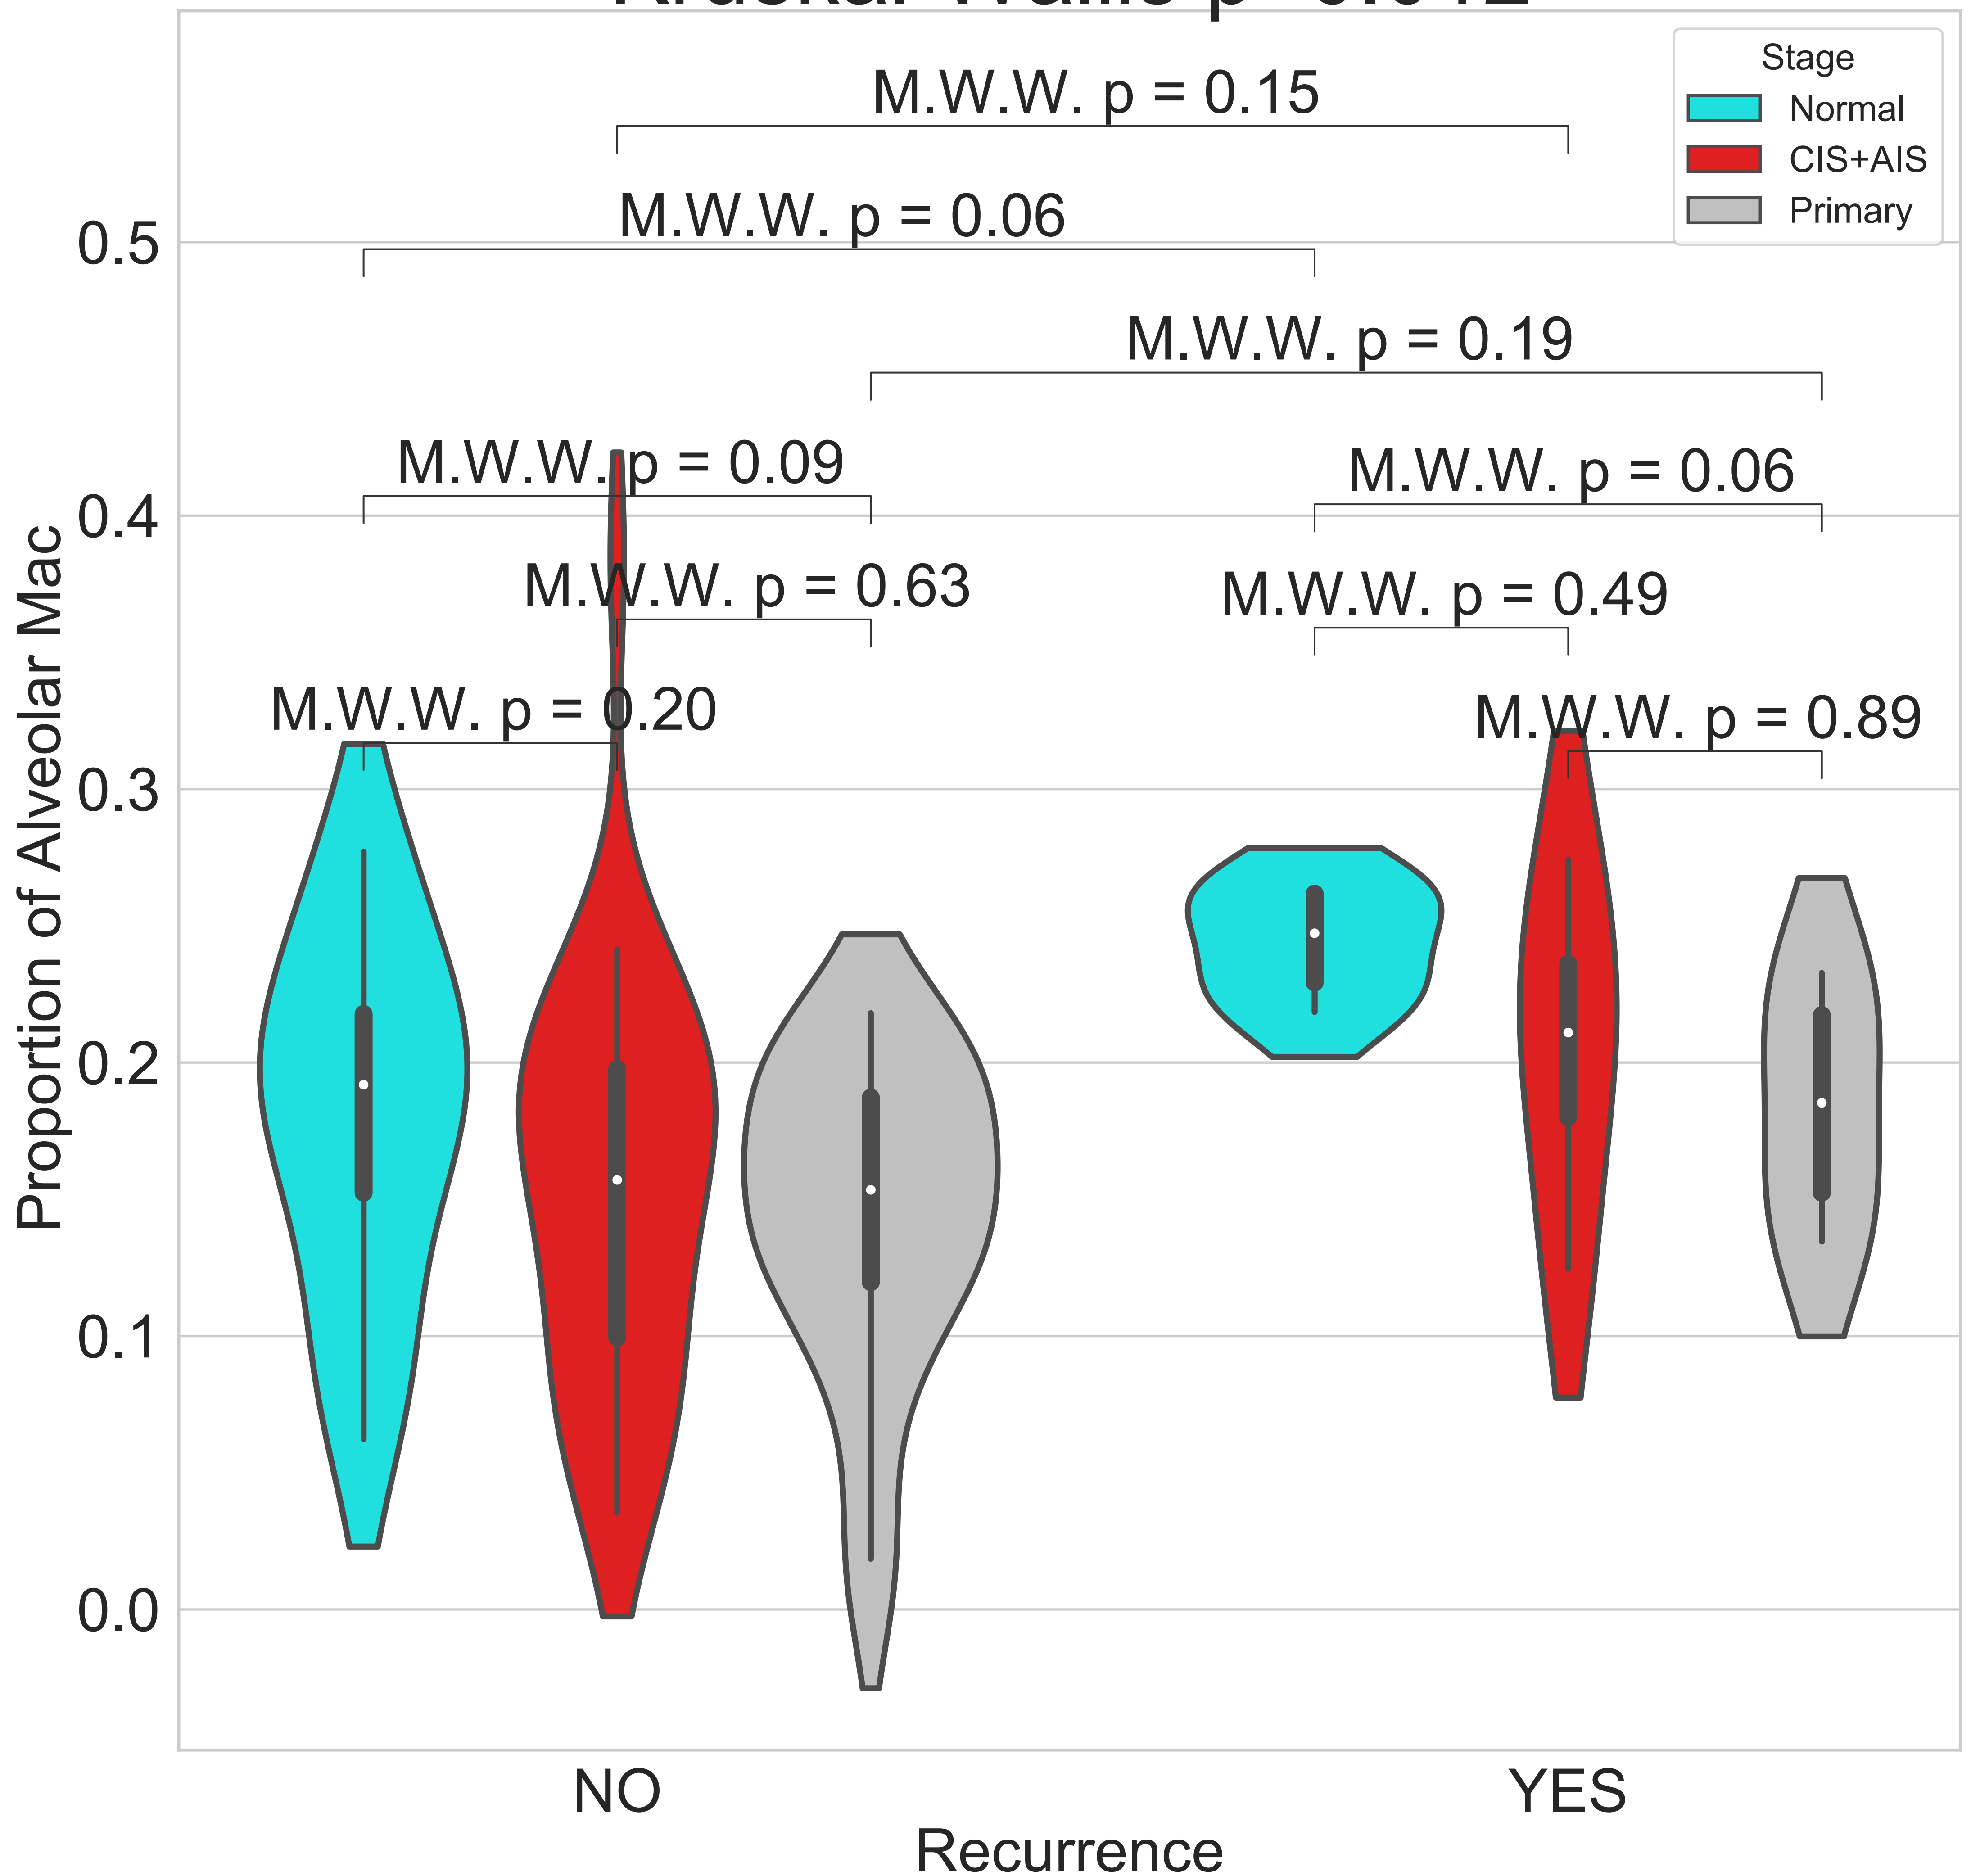 Stage
Normal
CIS+AIS
Primary
M.W.W. p = 0.15
M.W.W. p = 0.06
M.W.W. p = 0.19
M.W.W. p = 0.09
M.W.W. p = 0.06
M.W.W. p = 0.63
M.W.W. p = 0.49
M.W.W. p = 0.20
M.W.W. p = 0.89
0.5
0.4
0.3
0.2
0.1
0.0
Proportion of Alveolar Mac
NO
YES
Recurrence